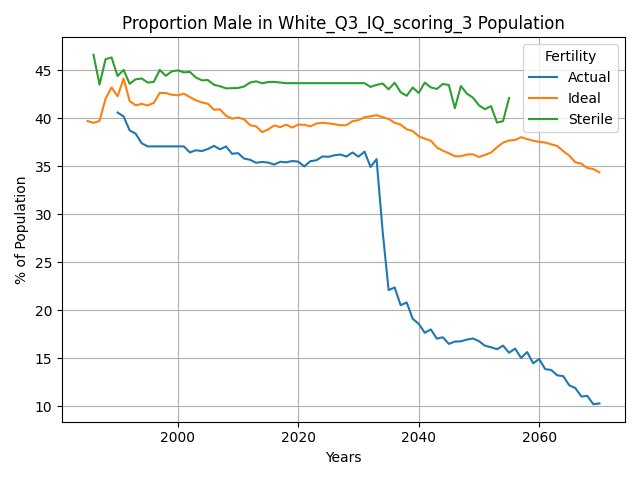 Proportion Male in White_Q3_IQ_scoring_3 Population
Fertility
Actual
Ideal
Sterile
% of Population
45
40
35
30
25
20
15
10
2000
2020
2040
2060
Years